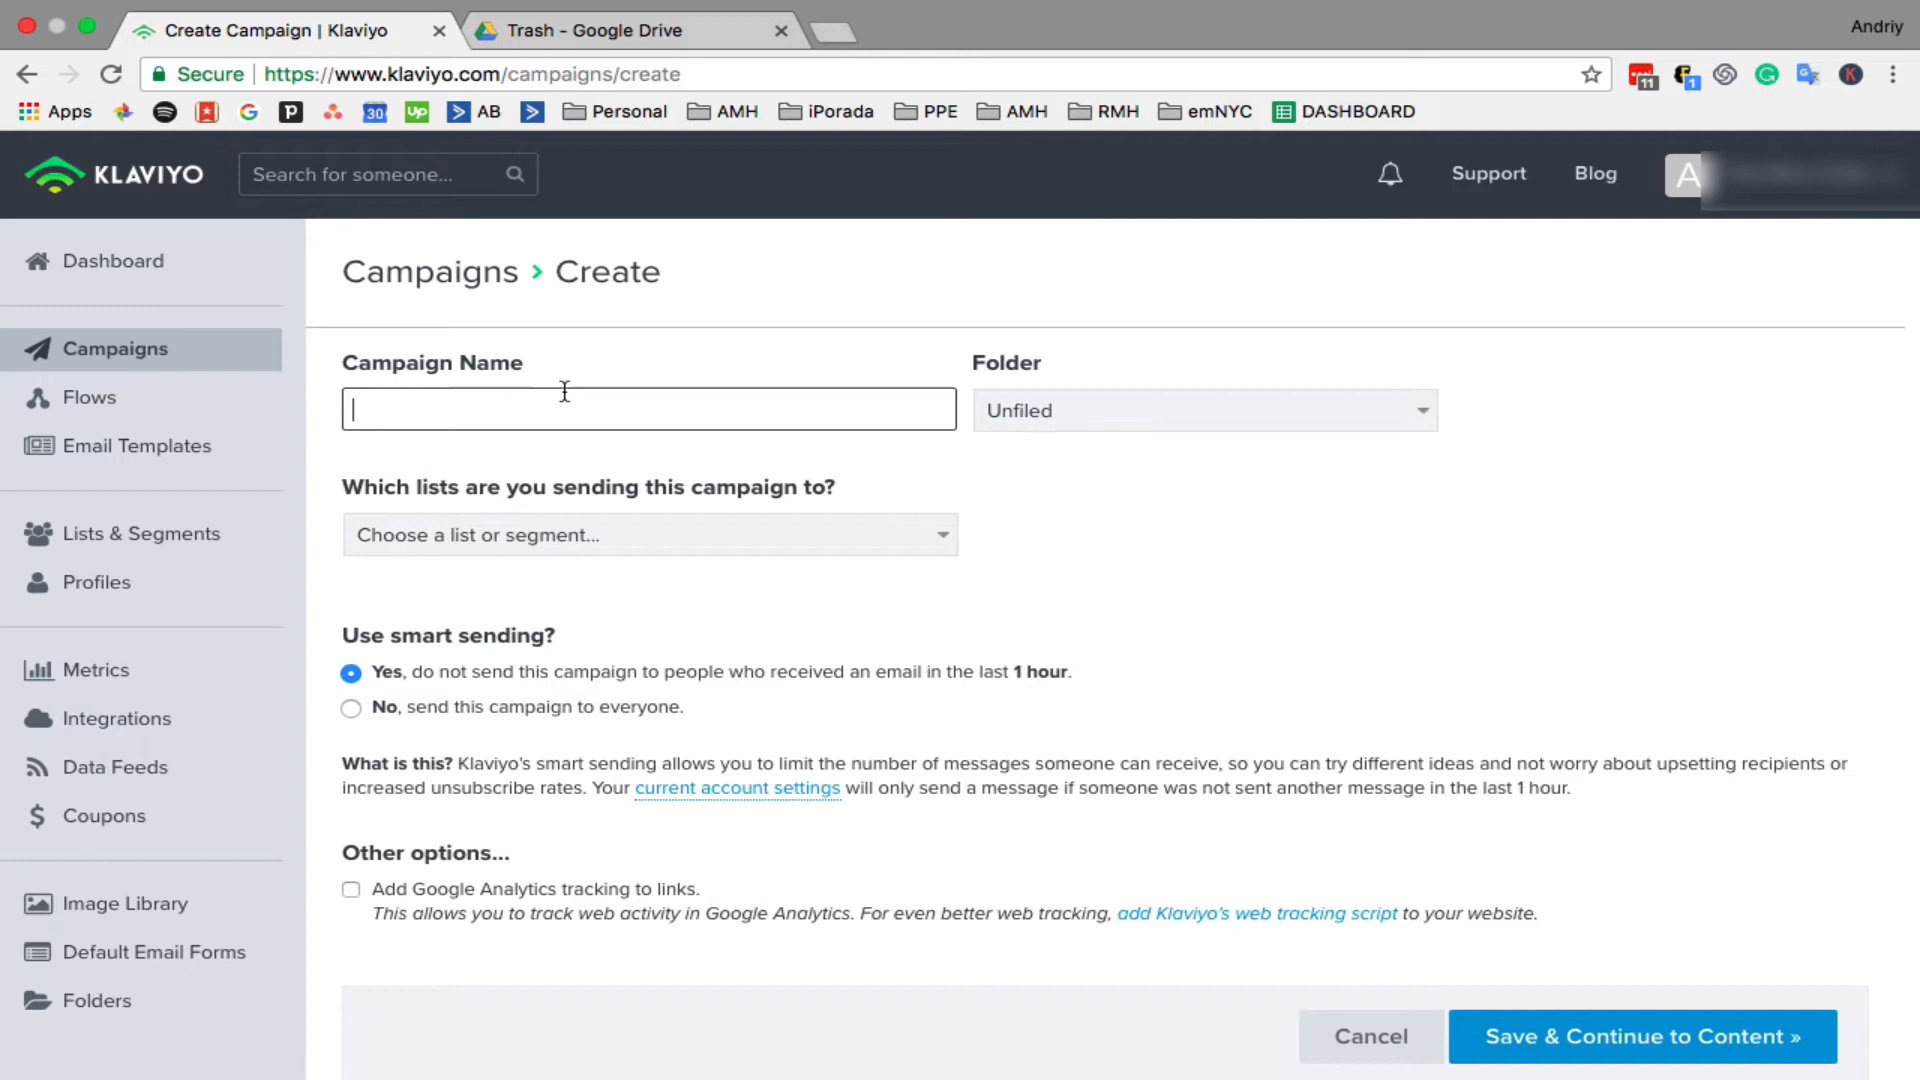 Create Campaign | Klaviyo
Trash - Google Drive
Andriy
Secure
https://www.klaviyo.com/campaigns/create
11
1
K
Apps
G
P
30
up
AB
Personal
AMH
iPorada
PPE
AMH
RMH
emNYC
DASHBOARD
KLAVIYO
Search for someone...
Support
Blog
A
Dashboard
Campaigns
Flows
Email Templates
Lists & Segments
Profiles
Metrics
Integrations
Data Feeds
$ Coupons
Image Library
Default Email Forms
Folders
Campaigns › Create
Campaign Name
Folder
Unfiled
Which lists are you sending this campaign to?
Choose a list or segment...
Use smart sending?
Yes, do not send this campaign to people who received an email in the last 1 hour.
No, send this campaign to everyone.
What is this? Klaviyo's smart sending allows you to limit the number of messages someone can receive, so you can try different ideas and not worry about upsetting recipients or
increased unsubscribe rates. Your current account settings will only send a message if someone was not sent another message in the last 1 hour.
Other options...
Add Google Analytics tracking to links.
This allows you to track web activity in Google Analytics. For even better web tracking, add Klaviyo's web tracking script to your website.
Cancel
Save & Continue to Content »